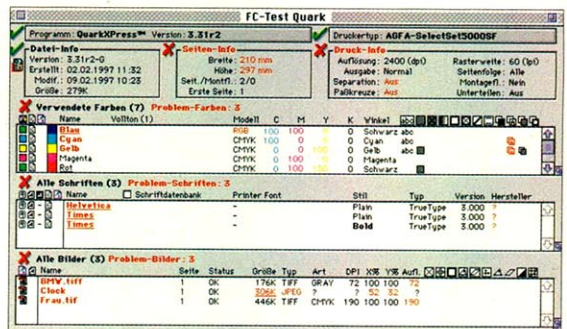 FC-Test Quark
Programm: QuarkXPress™ Version: 3.31r2
Druckertyp: AGFA-SelectSet5000SF
Datei-Info
Version: 3.31r2-G
Erstellt: 02.02.1997 11:32
Modif.: 09.02.1997 10:23
Größe: 279K
Seiten-Info
Breite: 210 mm
Höhe: 297 mm
Seit./Montfl.: 2/0
Erste Seite: 1
Druck-Info
Auflösung: 2400 (dpi) Rasterweite: 60 (lpi)
Ausgabe: Normal Seitenfolge: Alle
Separation: Aus Montagefl.: Nein
Paßkreuze: Aus Unterteilen: Aus
Verwendete Farben (7) Problem-Farben: 3
Name Vollton (1) Modell C M Y K Winkel abc
Blau RGB 100 100 0 0 Schwarz abc
Cyan CMYK 100 0 0 0 Cyan abc
Gelb CMYK 0 0 100 0 Gelb abc
Magenta CMYK 0 100 0 0 Magenta
Rot CMYK 0 100 100 0 Schwarz
Alle Schriften (3) Problem-Schriften: 3
Name Schriftdatenbank Printer Font Stil Typ Version Hersteller
Helvetica - Plain TrueType 3.000 ?
Times - Plain TrueType 3.000 ?
Times - Bold TrueType 3.000 ?
Alle Bilder (3) Problem-Bilder: 3
Name Seite Status Größe Typ Art DPI X% Y% Aufl.
BMW.tiff 1 OK 176K TIFF GRAY 72 100 100 72
Clock 1 OK 306K JPEG ? ? 52 32 ?
Frau.tif 1 OK 446K TIFF CMYK 190 100 100 190